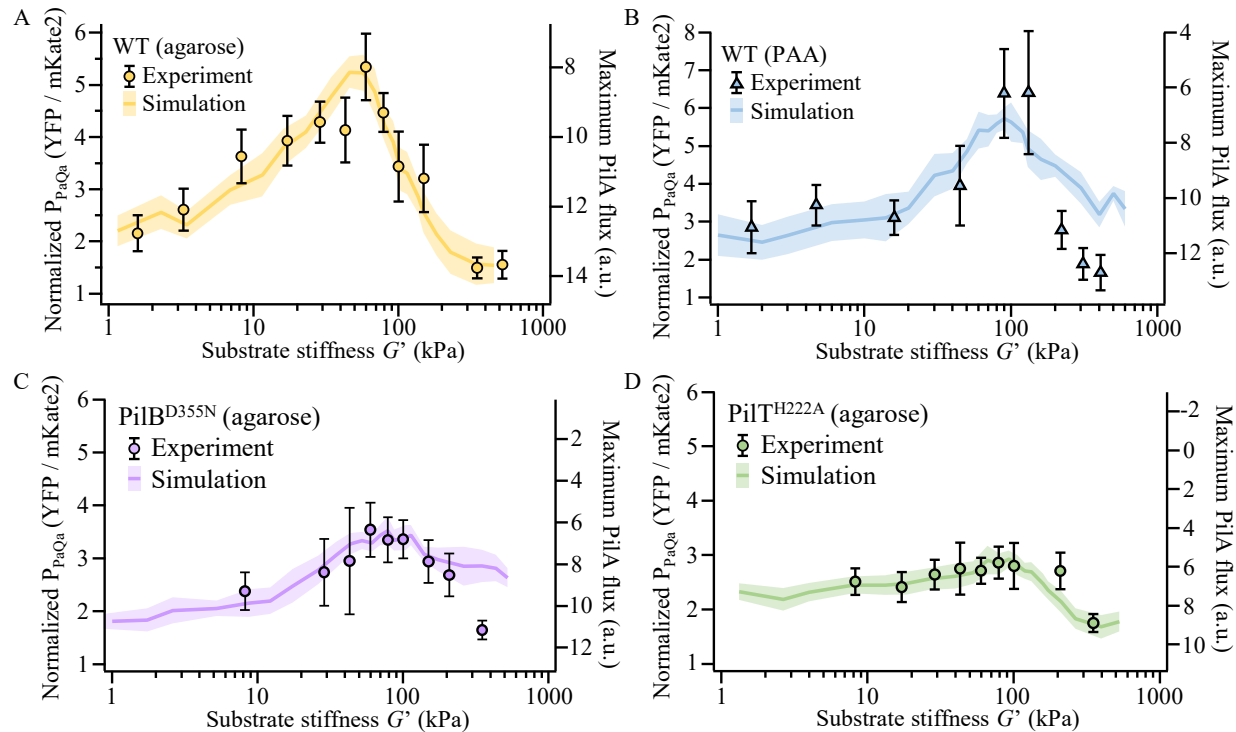 A
WT (agarose)
Experiment
Simulation
Normalized P_PaQa (YFP / mKate2)
6
5
4
3
2
1
Maximum PilA flux (a.u.)
8
10
12
14
1
10
100
1000
Substrate stiffness G’ (kPa)
B
WT (PAA)
Experiment
Simulation
Normalized P_PaQa (YFP / mKate2)
8
7
6
5
4
3
2
1
Maximum PilA flux (a.u.)
4
6
8
10
12
1
10
100
1000
Substrate stiffness G’ (kPa)
C
PilB^D355N (agarose)
Experiment
Simulation
Normalized P_PaQa (YFP / mKate2)
6
5
4
3
2
1
Maximum PilA flux (a.u.)
2
4
6
8
10
12
1
10
100
1000
Substrate stiffness G’ (kPa)
D
PilT^H222A (agarose)
Experiment
Simulation
Normalized P_PaQa (YFP / mKate2)
6
5
4
3
2
1
Maximum PilA flux (a.u.)
-2
0
2
4
6
8
10
1
10
100
1000
Substrate stiffness G’ (kPa)